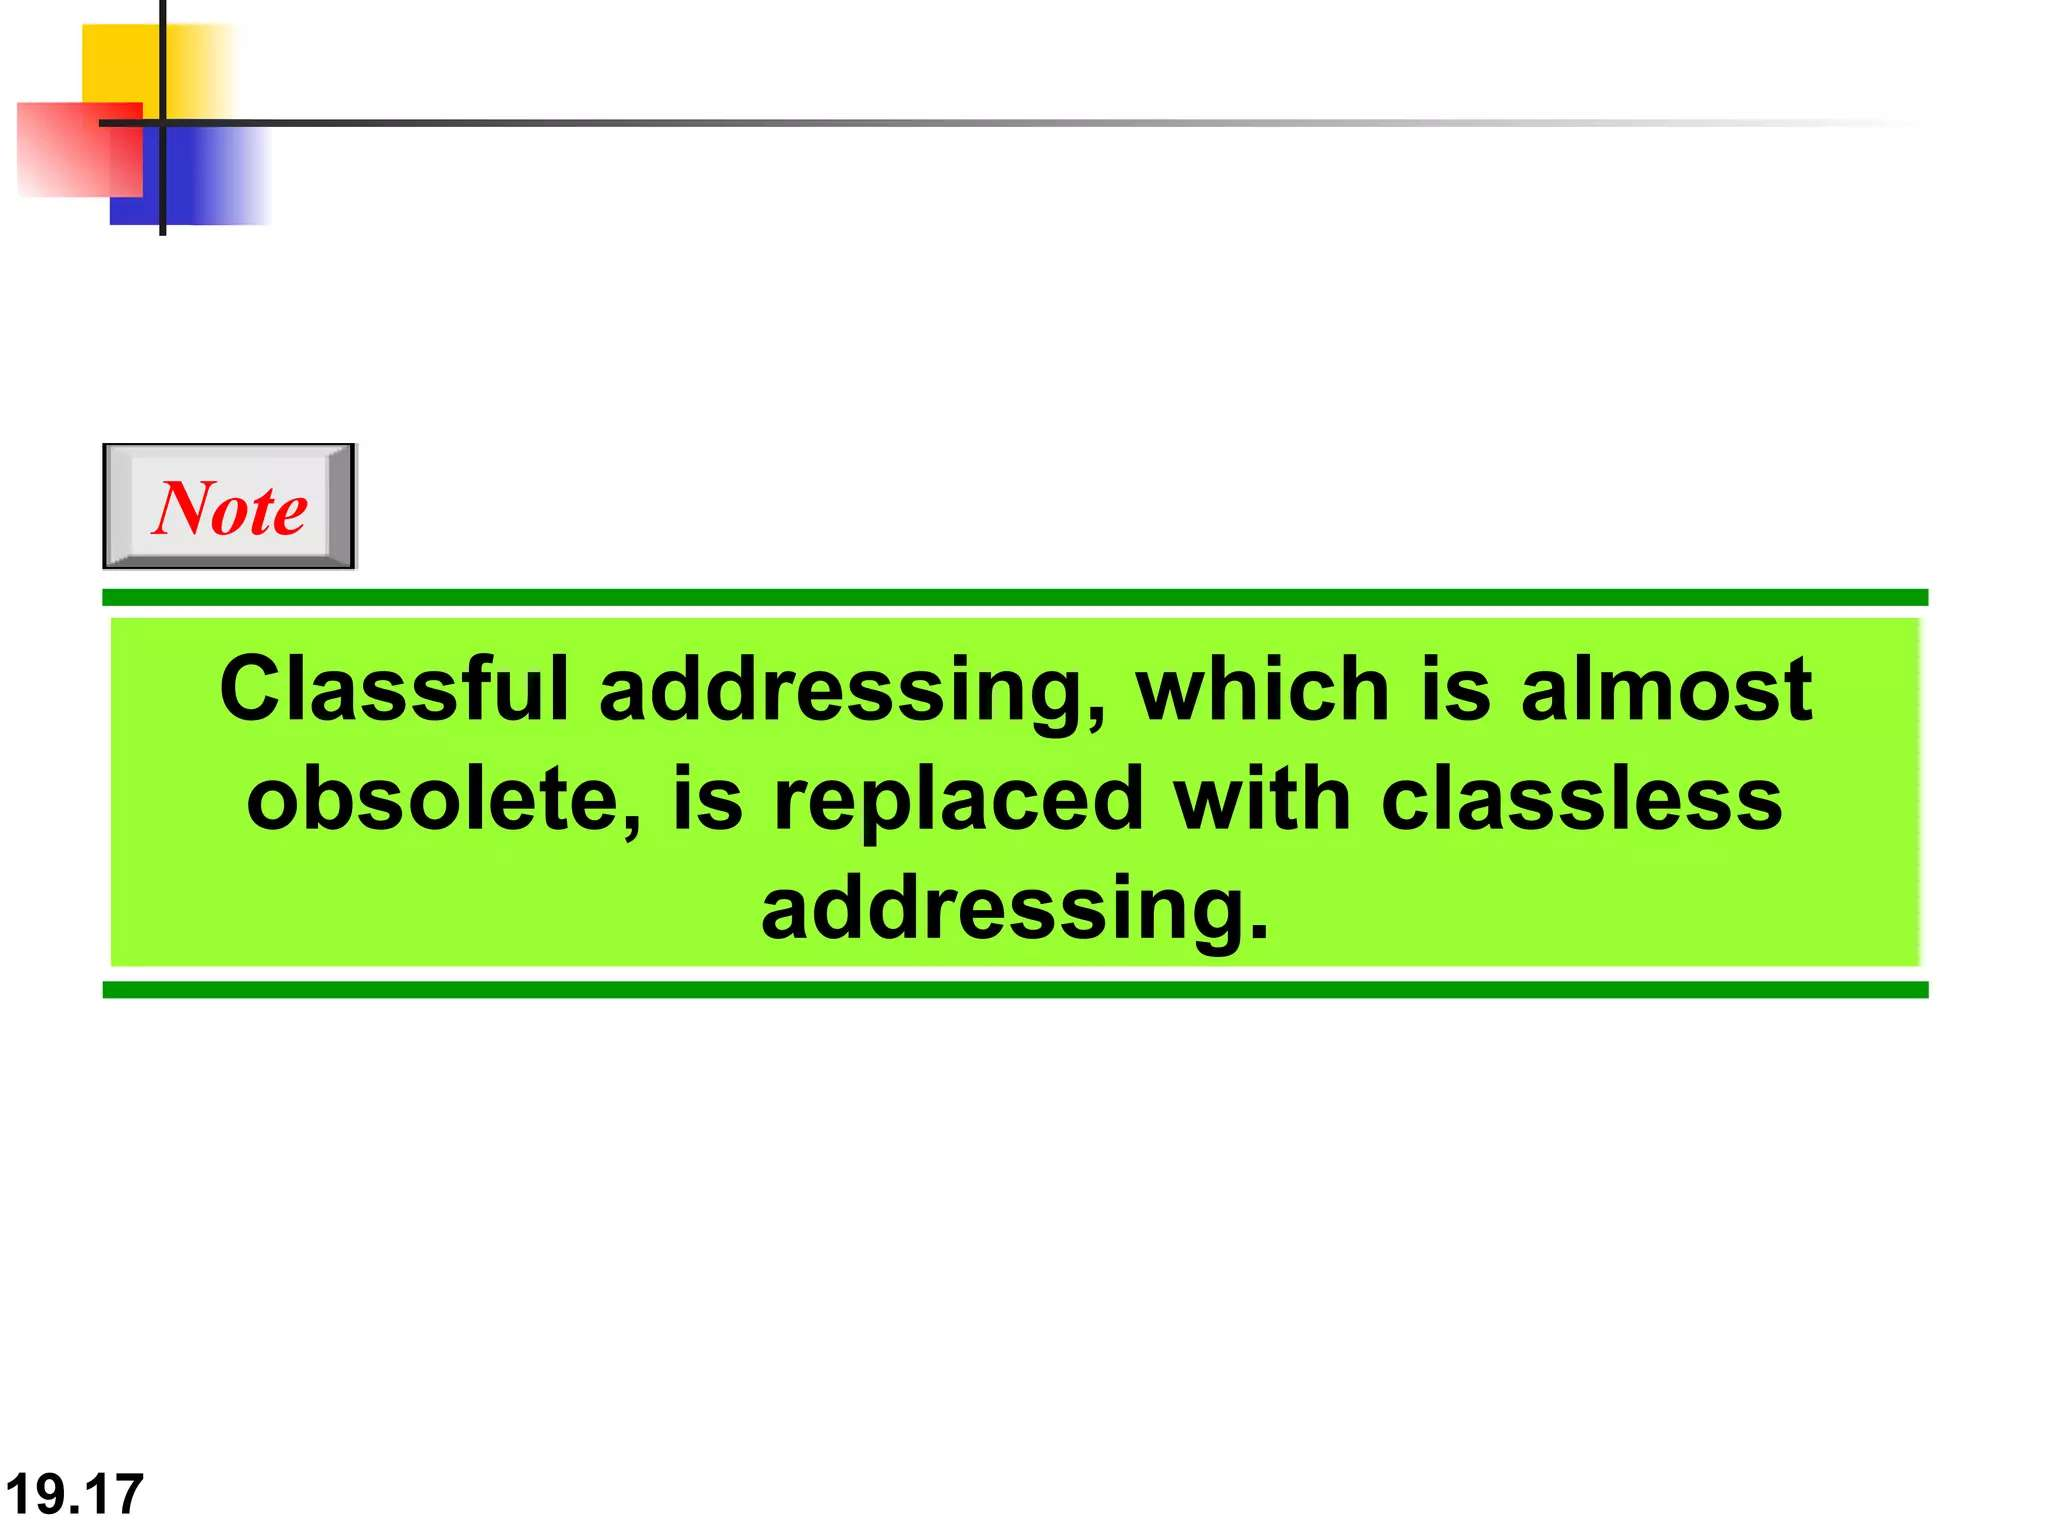 Note
Classful addressing, which is almost
obsolete, is replaced with classless
addressing.
19.17